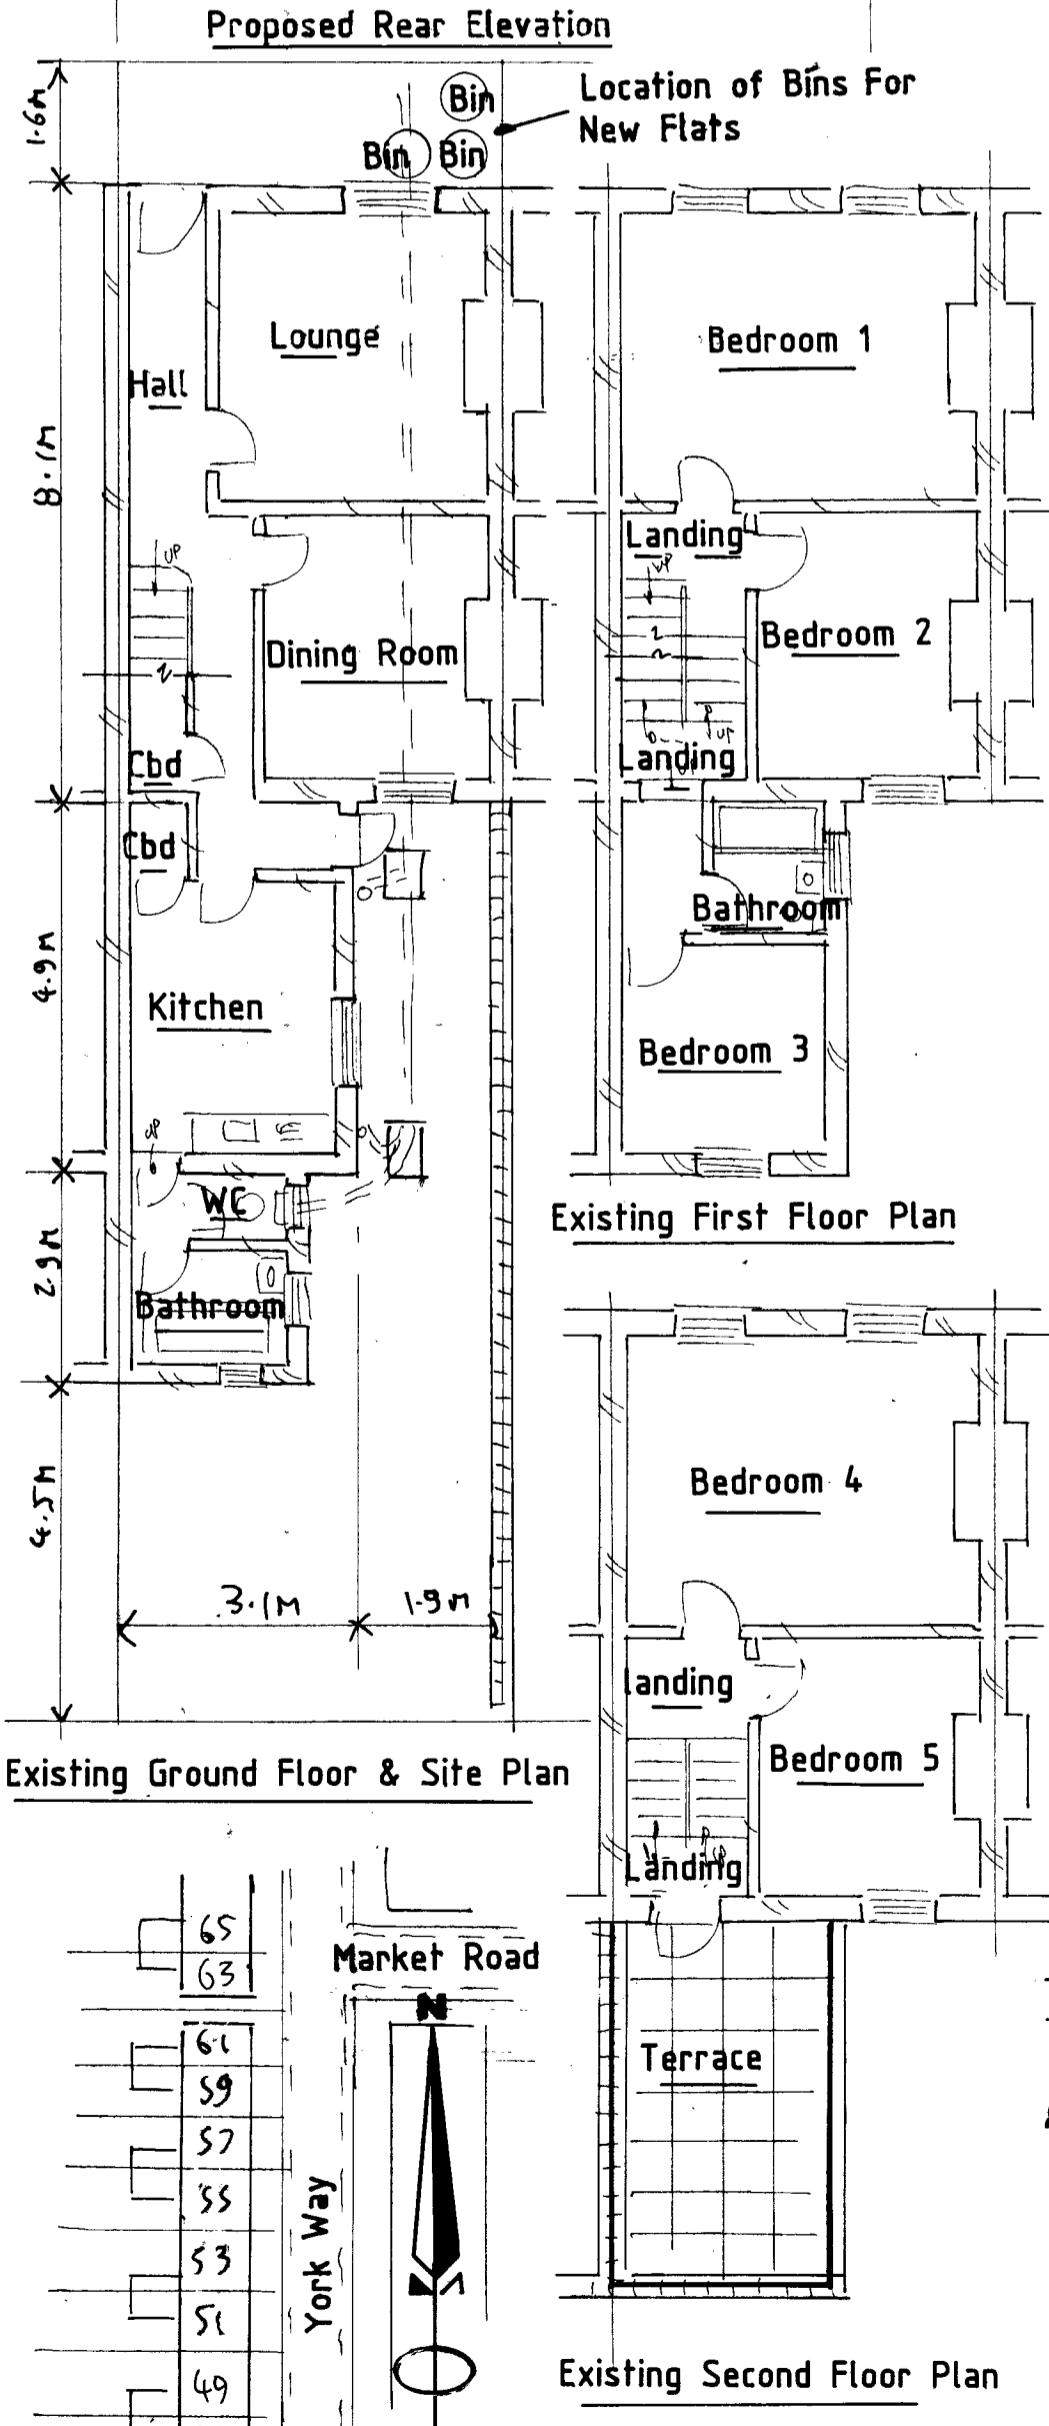 Proposed Rear Elevation
1.6M
Bin
Bin
Bin
Location of Bins For
New Flats
Lounge
Hall
8.1M
UP
Dining Room
Cbd
Cbd
4.9M
Kitchen
UP
WC
2.9M
Bathroom
4.5M
3.1M
1.9M
Existing Ground Floor & Site Plan
Bedroom 1
Landing
UP
Bedroom 2
UP
Landing
Bathroom
Bedroom 3
Existing First Floor Plan
Bedroom 4
landing
Bedroom 5
UP
Landing
Terrace
Existing Second Floor Plan
65
63
61
59
57
55
53
51
49
York Way
Market Road
N